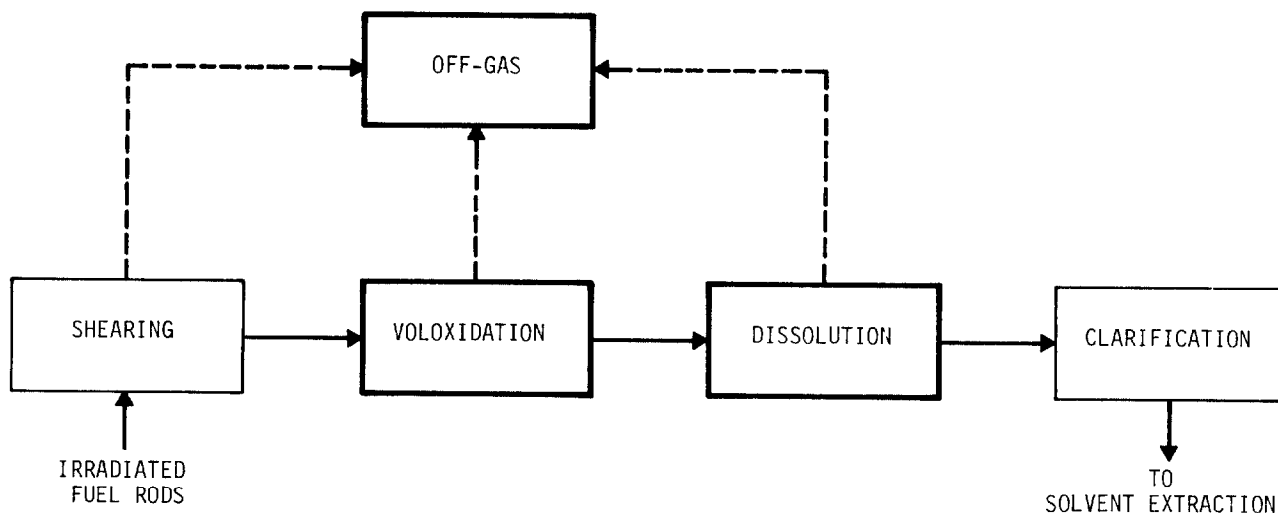 OFF-GAS
SHEARING
VOLOXIDATION
DISSOLUTION
CLARIFICATION
IRRADIATED
FUEL RODS
TO
SOLVENT EXTRACTION